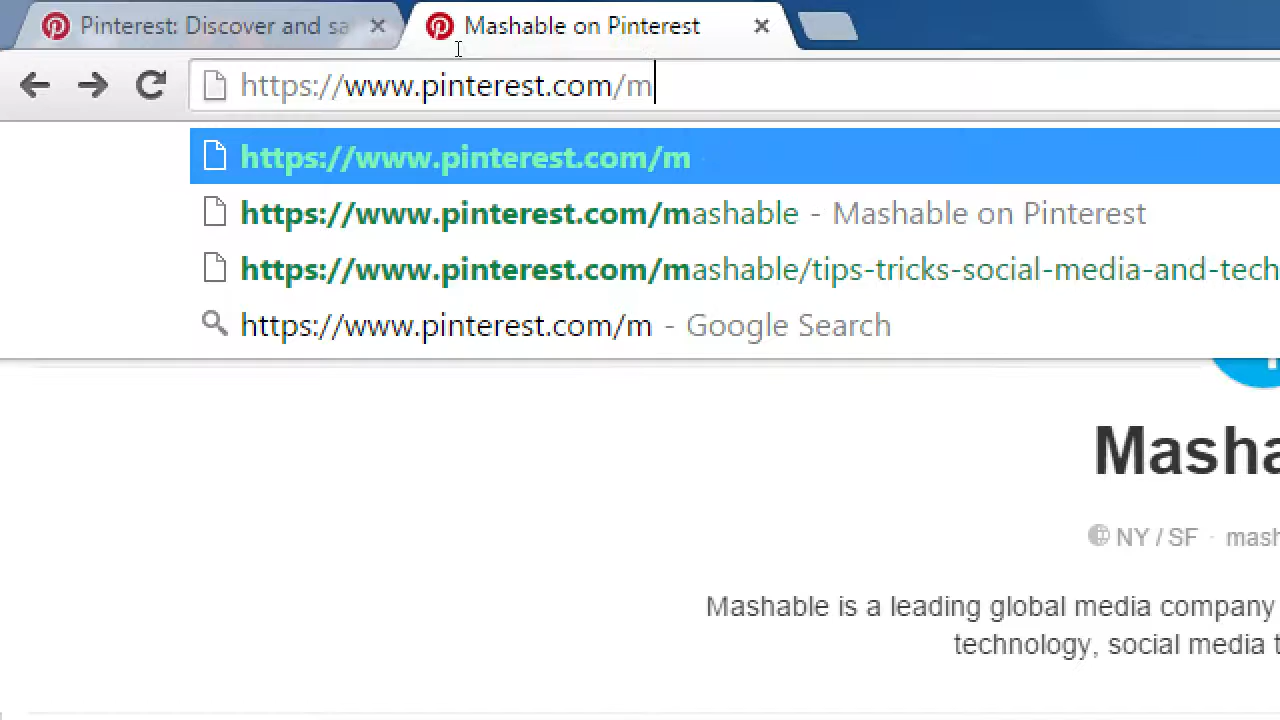 Pinterest: Discover and sa
Mashable on Pinterest
https://www.pinterest.com/m
https://www.pinterest.com/m
https://www.pinterest.com/mashable - Mashable on Pinterest
https://www.pinterest.com/mashable/tips-tricks-social-media-and-tech
https://www.pinterest.com/m - Google Search
Masha
NY / SF · mash
Mashable is a leading global media company
technology, social media t